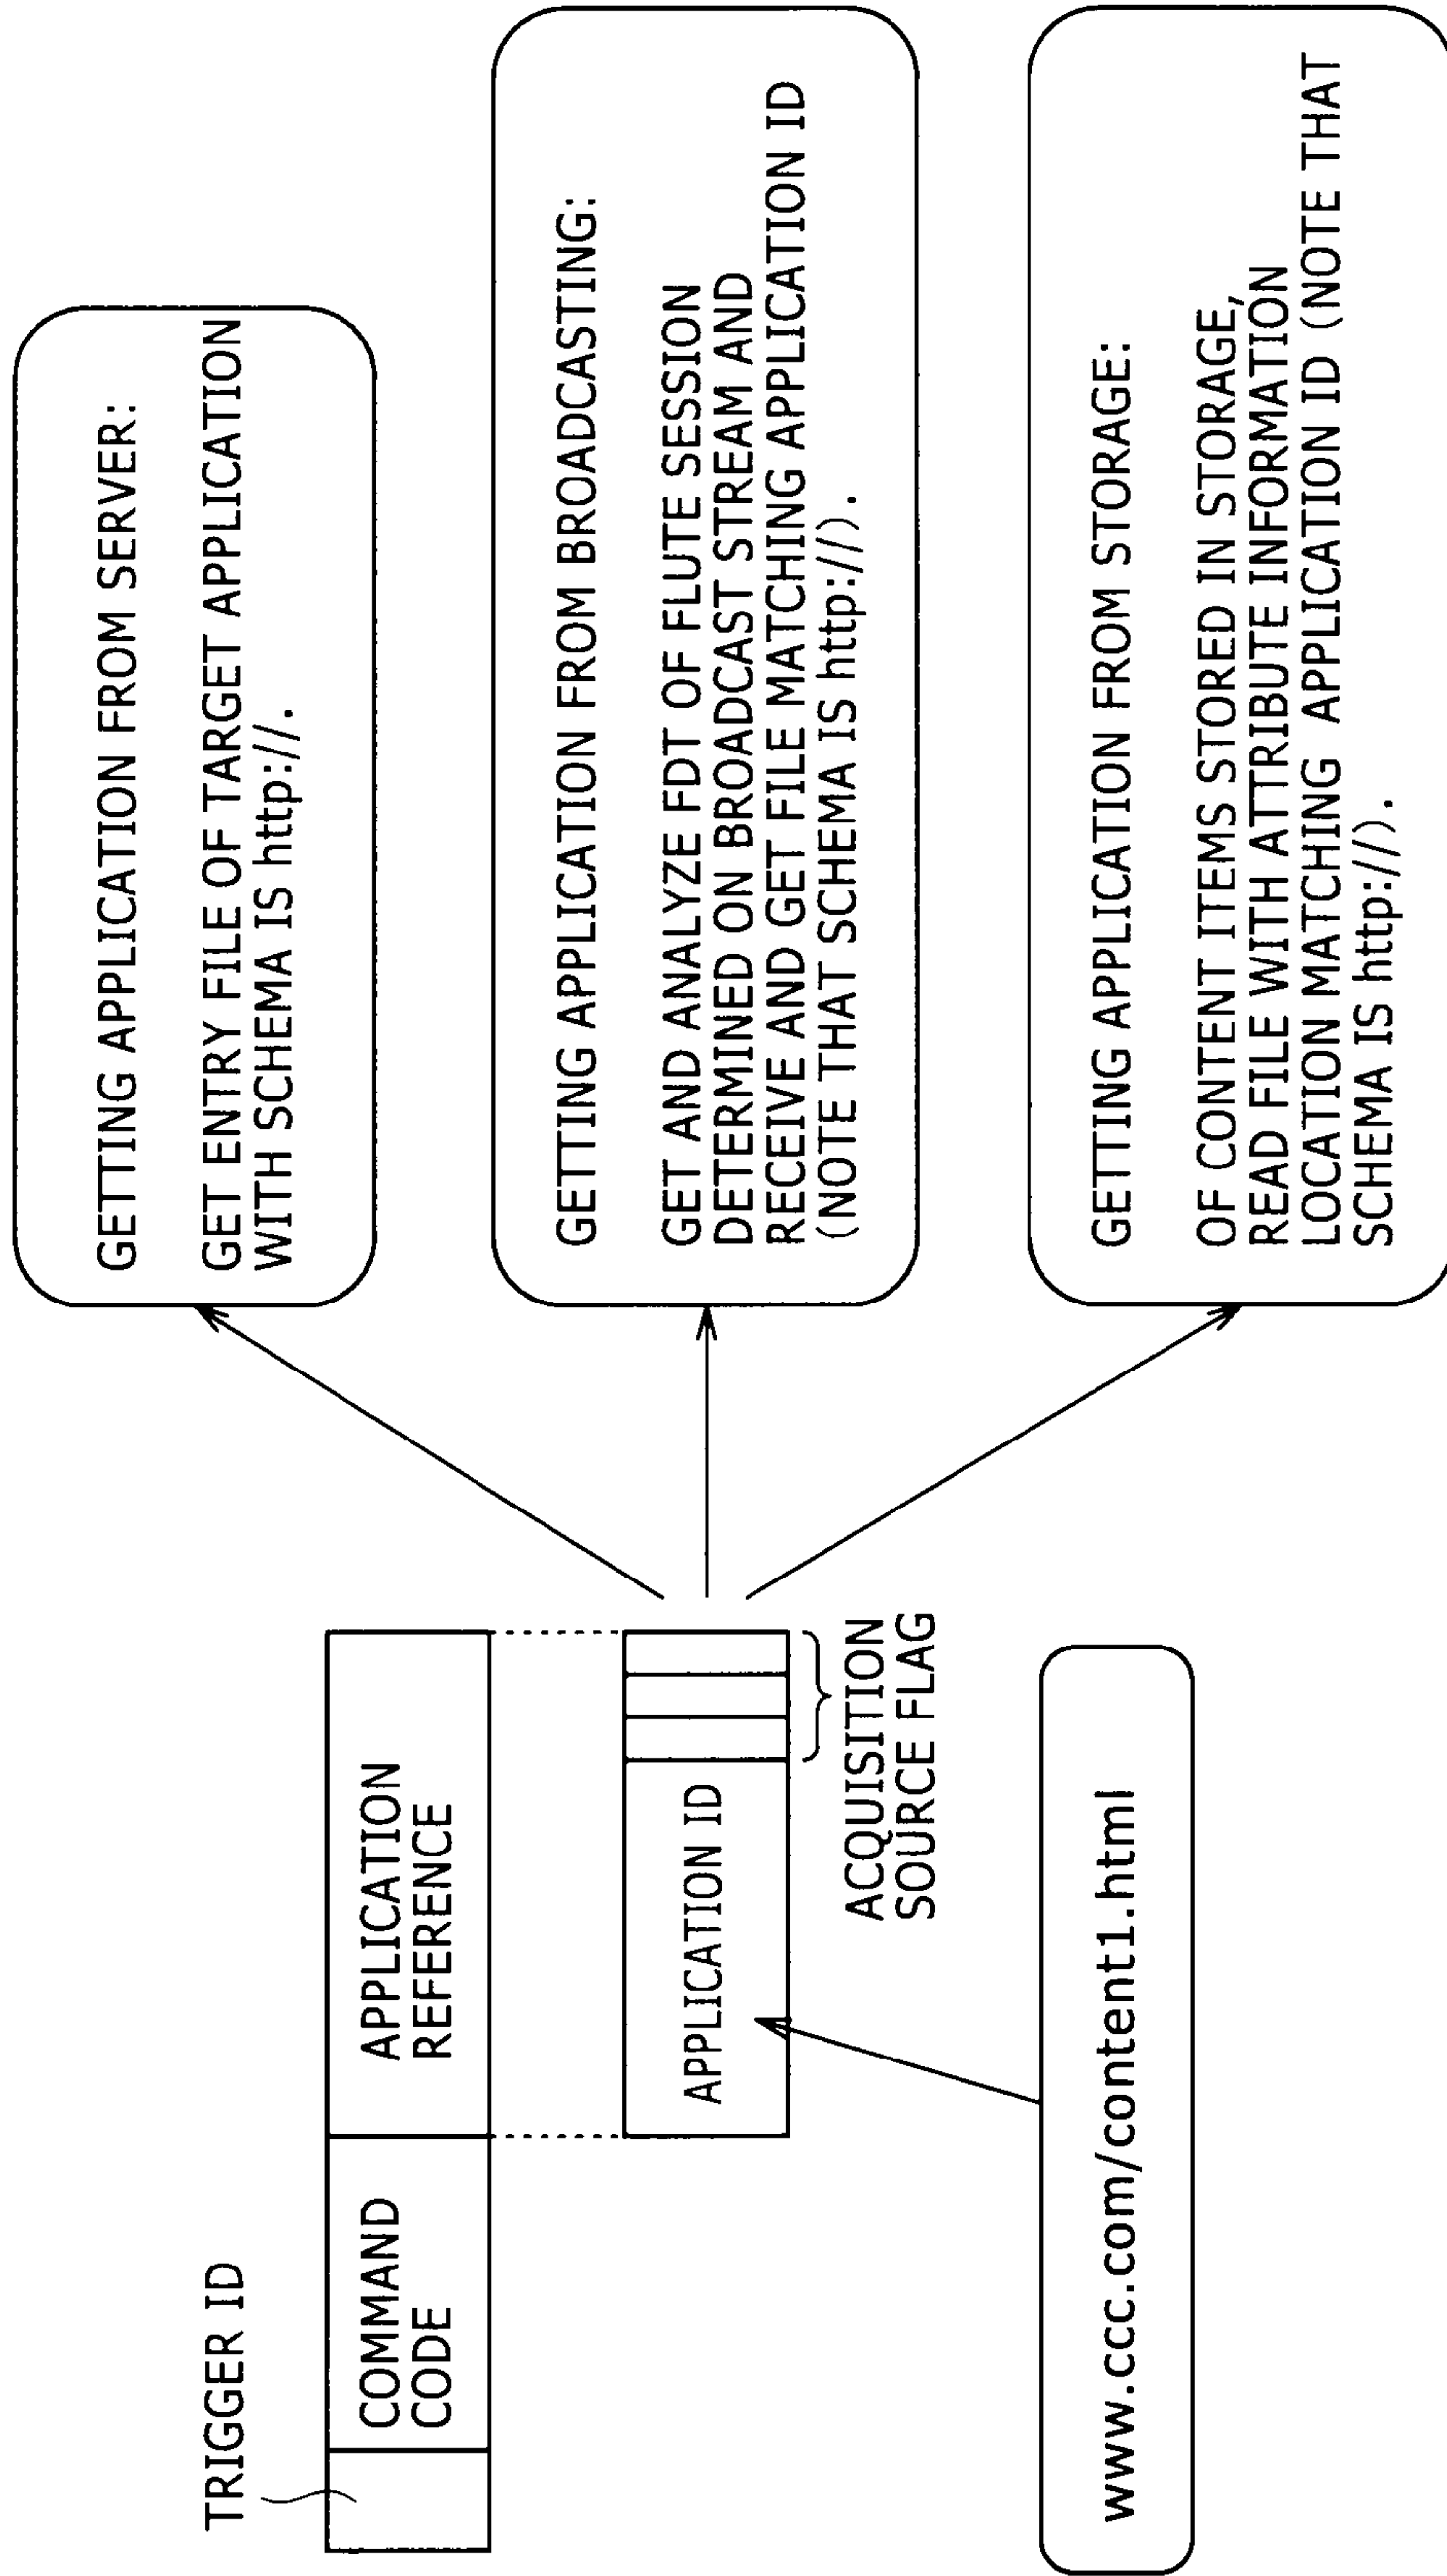 TRIGGER ID
COMMAND
CODE
APPLICATION
REFERENCE
APPLICATION ID
ACQUISITION
SOURCE FLAG
www.ccc.com/content1.html
GETTING APPLICATION FROM SERVER:
GET ENTRY FILE OF TARGET APPLICATION
WITH SCHEMA IS http://.
GETTING APPLICATION FROM BROADCASTING:
GET AND ANALYZE FDT OF FLUTE SESSION
DETERMINED ON BROADCAST STREAM AND
RECEIVE AND GET FILE MATCHING APPLICATION ID
(NOTE THAT SCHEMA IS http://).
GETTING APPLICATION FROM STORAGE:
OF CONTENT ITEMS STORED IN STORAGE,
READ FILE WITH ATTRIBUTE INFORMATION
LOCATION MATCHING APPLICATION ID (NOTE THAT
SCHEMA IS http://).